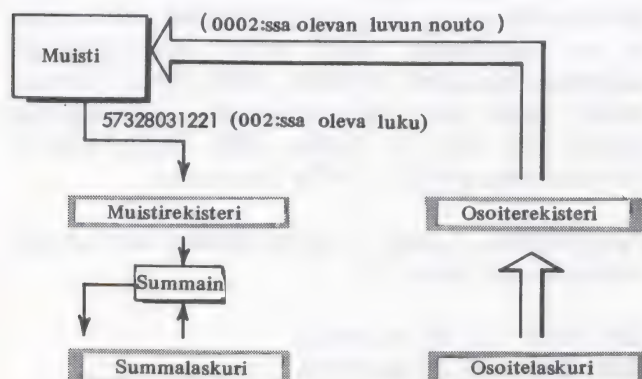 (0002:ssa olevan luvun nouto )
Muisti
57328031221 (002:ssa oleva luku)
Muistirekisteri
Osoiterekisteri
Summain
Summalaskuri
Osoitelaskuri